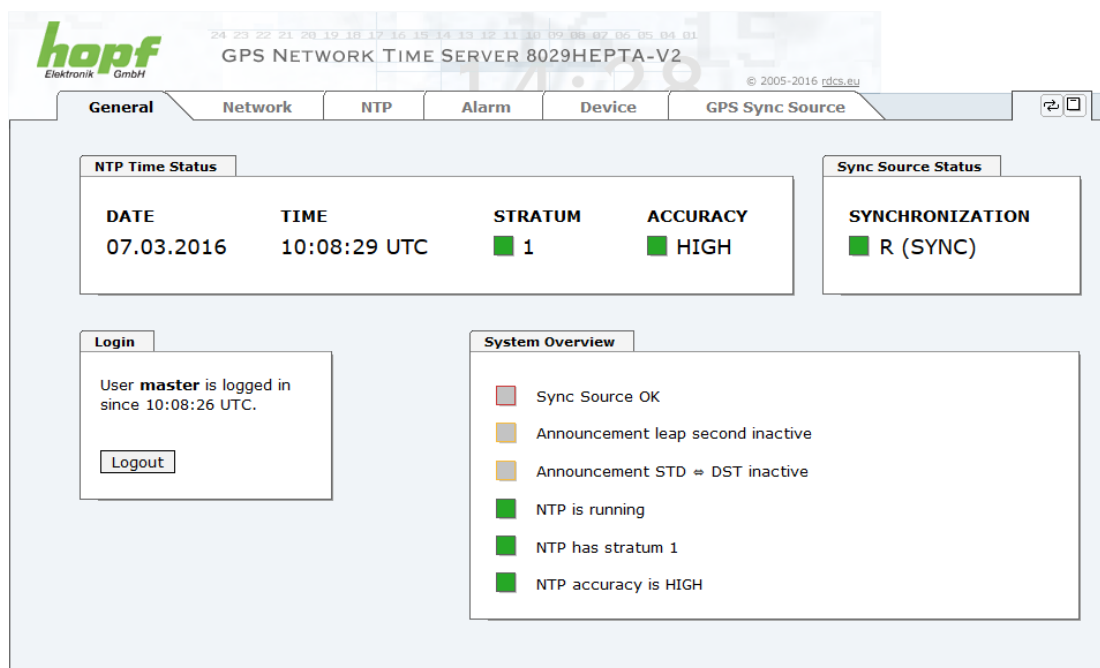 hopf
Elektronik GmbH
24 23 22 21 20 19 18 17 16 15 14 13 12 11 10 09 08 07 06 05 04 01
GPS NETWORK TIME SERVER 8029HEPTA-V2
14:28
© 2005-2016 rdcs.eu
General Network NTP Alarm Device GPS Sync Source
NTP Time Status
DATE TIME STRATUM ACCURACY
07.03.2016 10:08:29 UTC 1 HIGH
Sync Source Status
SYNCHRONIZATION
R (SYNC)
Login
User master is logged in
since 10:08:26 UTC.
Logout
System Overview
Sync Source OK
Announcement leap second inactive
Announcement STD ⇔ DST inactive
NTP is running
NTP has stratum 1
NTP accuracy is HIGH